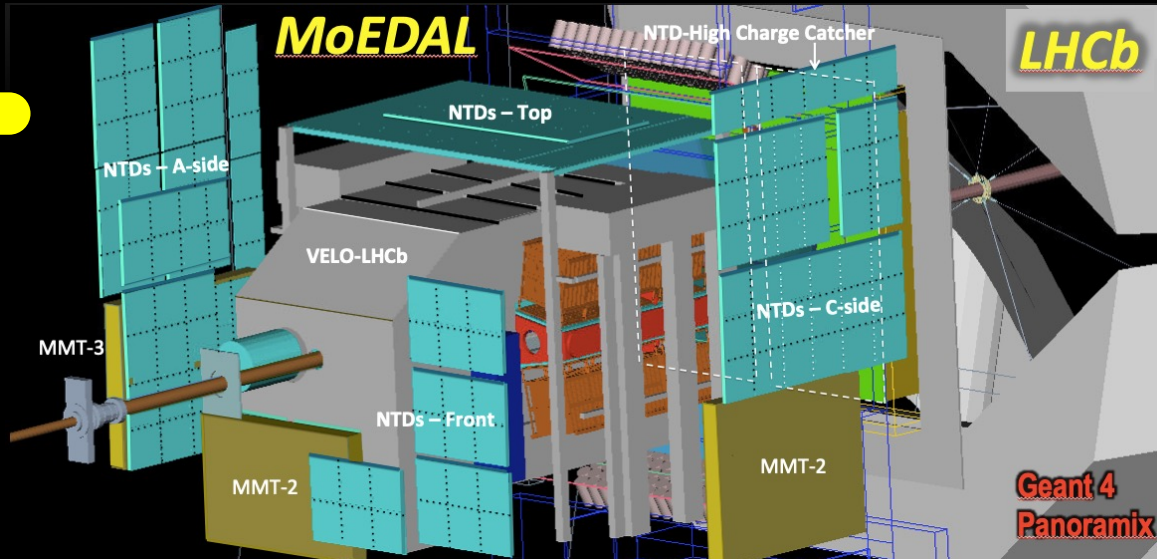 MoEDAL
NTD-High Charge Catcher
LHCb
NTDs – Top
NTDs – A-side
VELO-LHCb
NTDs – C-side
MMT-3
NTDs – Front
MMT-2
MMT-2
Geant 4
Panoramix